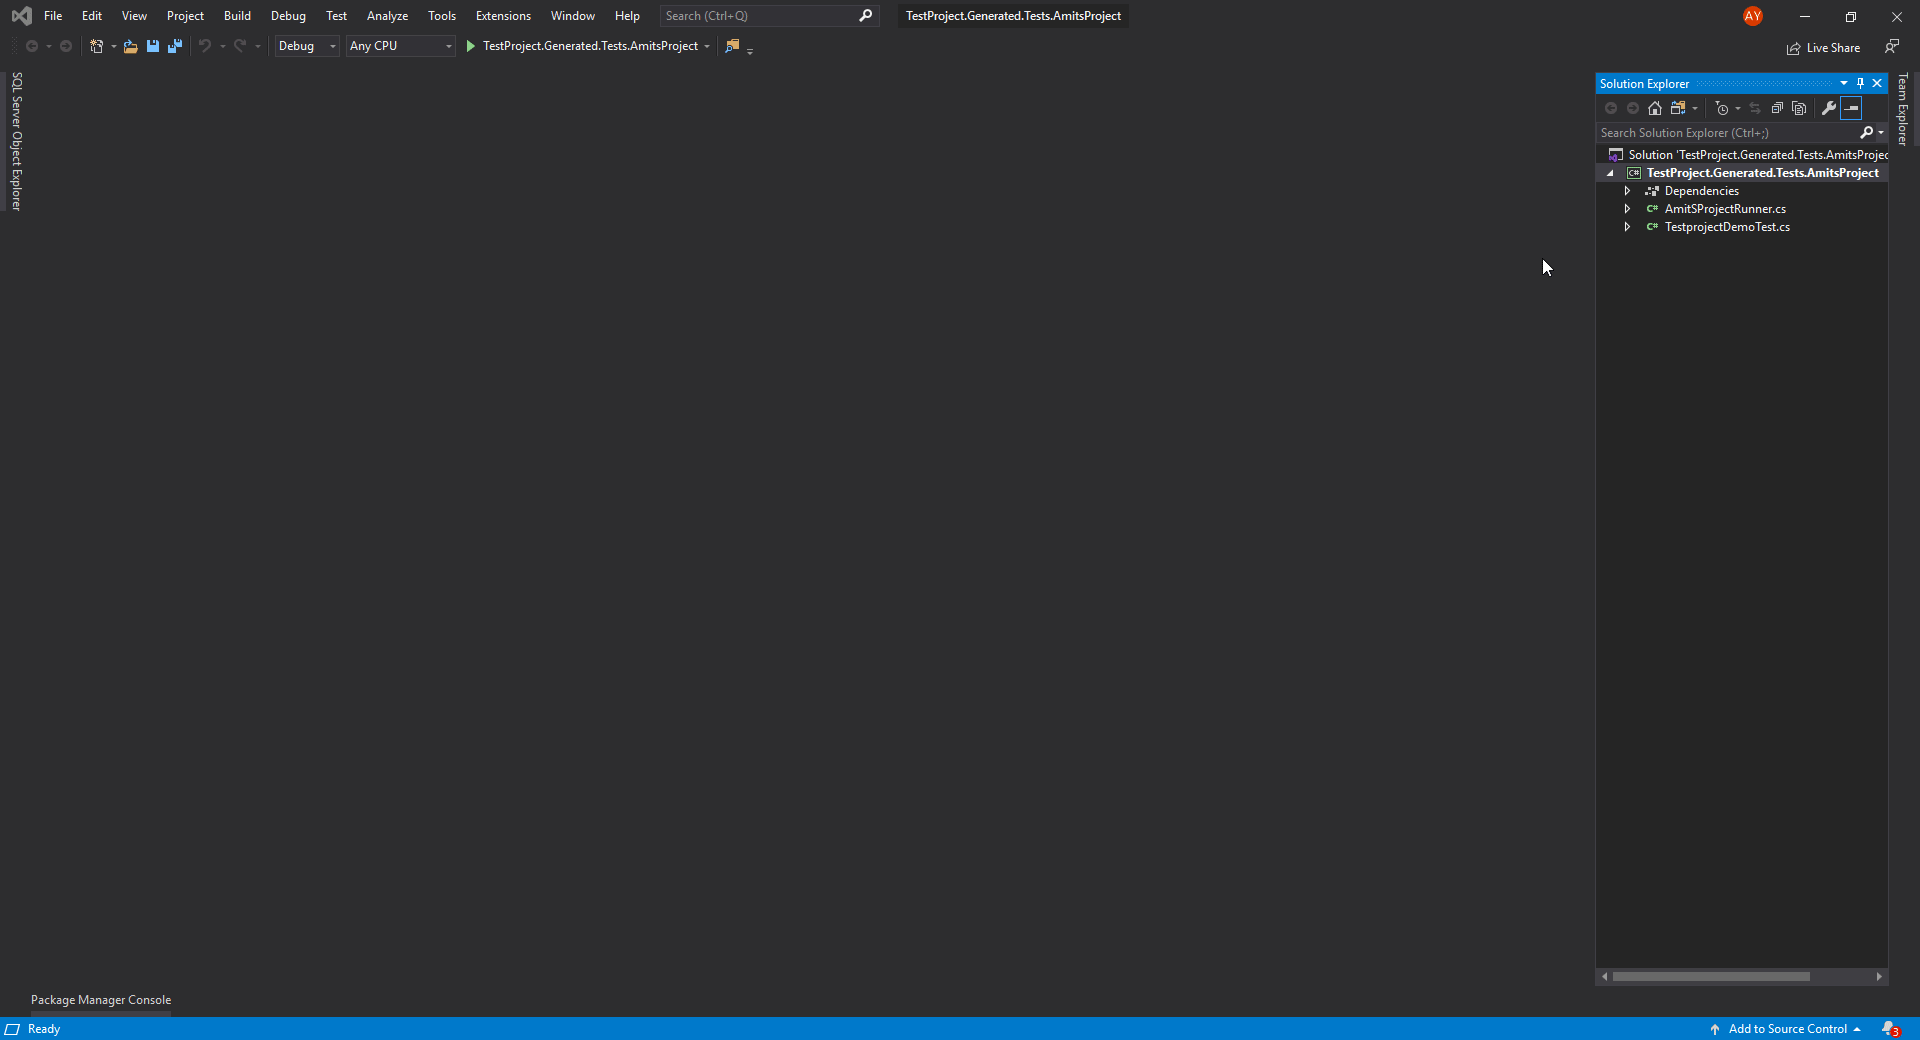 File Edit View Project Build Debug Test Analyze Tools Extensions Window Help Search (Ctrl+Q) TestProject.Generated.Tests.AmitsProject AY
Debug Any CPU TestProject.Generated.Tests.AmitsProject Live Share
SQL Server Object Explorer
Solution Explorer
Team Explorer
Search Solution Explorer (Ctrl+;)
Solution 'TestProject.Generated.Tests.AmitsProjec
C# TestProject.Generated.Tests.AmitsProject
Dependencies
C# AmitSProjectRunner.cs
C# TestprojectDemoTest.cs
Package Manager Console
Ready Add to Source Control 3